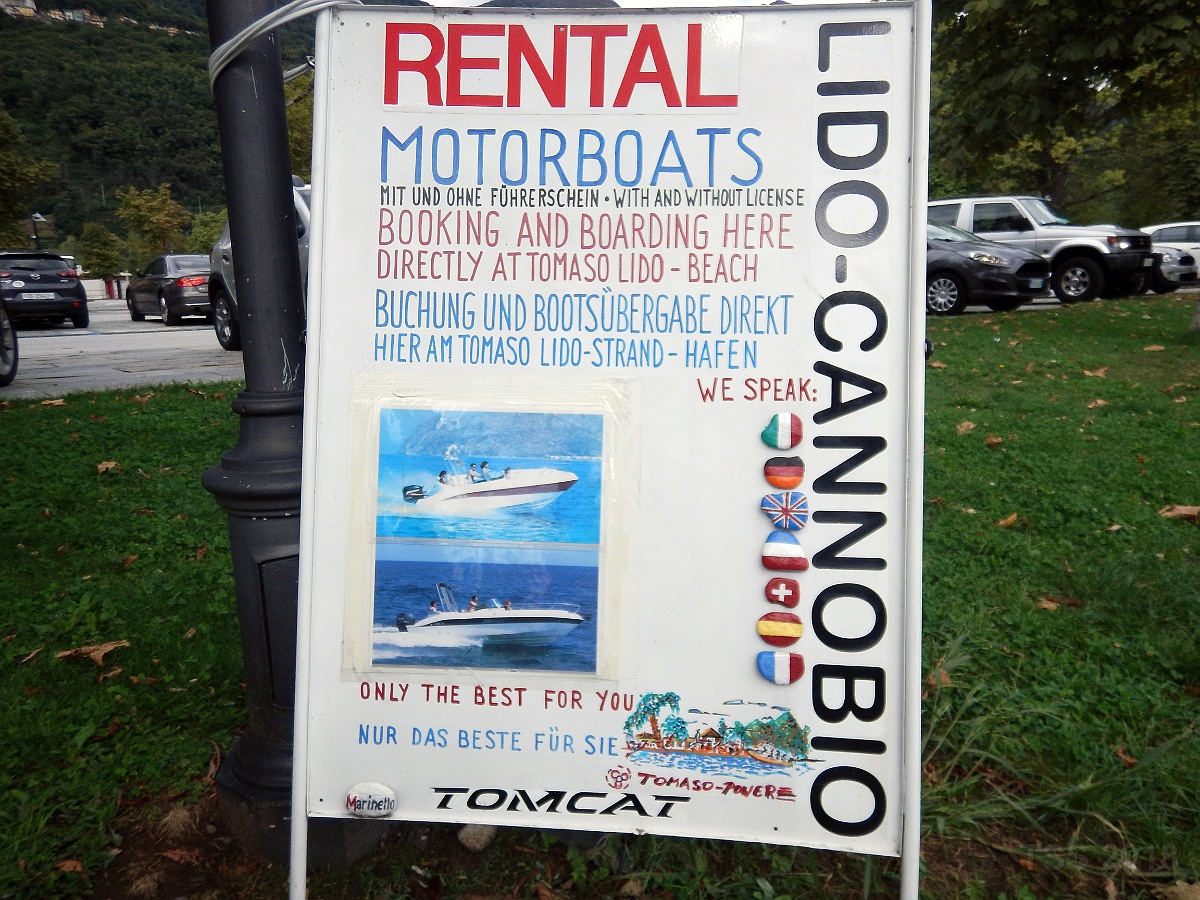 RENTAL
MOTORBOATS
MIT UND OHNE FÜHRERSCHEIN • WITH AND WITHOUT LICENSE
BOOKING AND BOARDING HERE
DIRECTLY AT TOMASO LIDO - BEACH
BUCHUNG UND BOOTSÜBERGABE DIREKT
HIER AM TOMASO LIDO-STRAND - HAFEN
WE SPEAK:
ONLY THE BEST FOR YOU
NUR DAS BESTE FÜR SIE
TOMASO-POVERE
Marinello
TOMCAT
LIDO-CANNOBIO